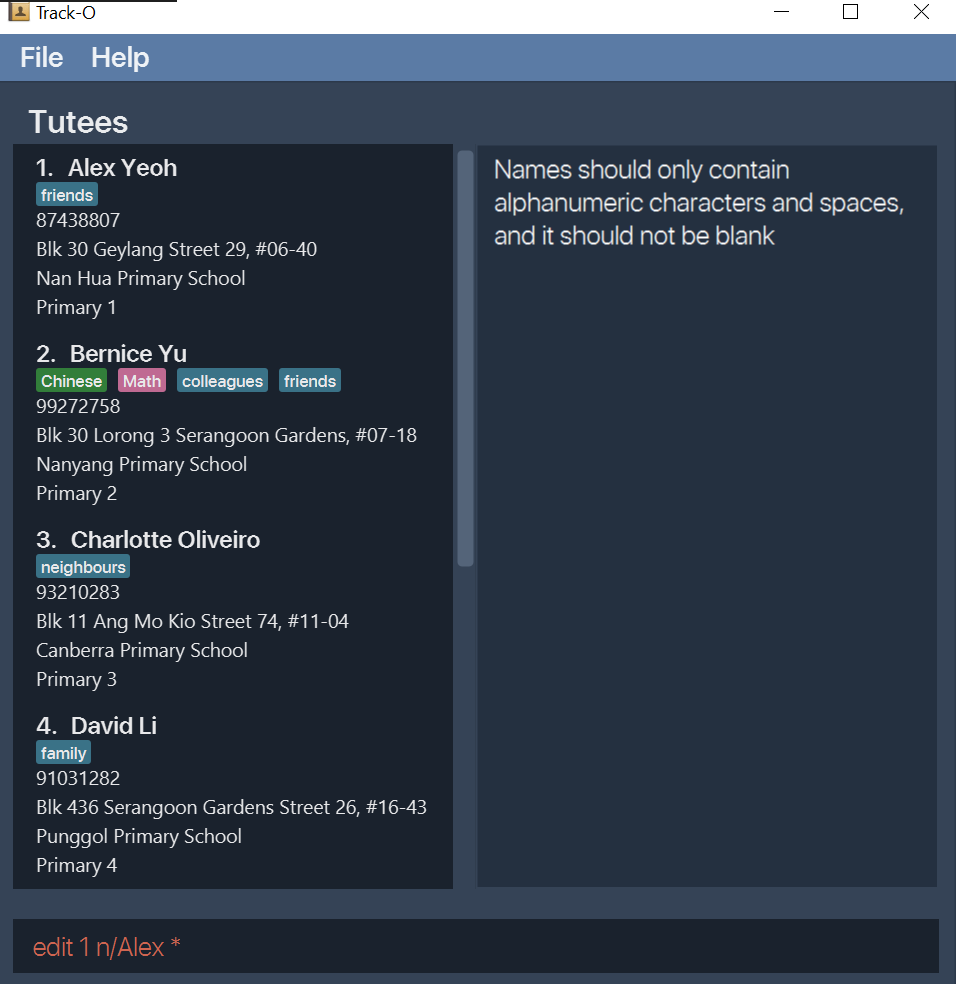 Track-O
File Help
Tutees
1. Alex Yeoh
friends
87438807
Blk 30 Geylang Street 29, #06-40
Nan Hua Primary School
Primary 1
2. Bernice Yu
Chinese Math colleagues friends
99272758
Blk 30 Lorong 3 Serangoon Gardens, #07-18
Nanyang Primary School
Primary 2
3. Charlotte Oliveiro
neighbours
93210283
Blk 11 Ang Mo Kio Street 74, #11-04
Canberra Primary School
Primary 3
4. David Li
family
91031282
Blk 436 Serangoon Gardens Street 26, #16-43
Punggol Primary School
Primary 4
Names should only contain
alphanumeric characters and spaces,
and it should not be blank
edit 1 n/Alex *